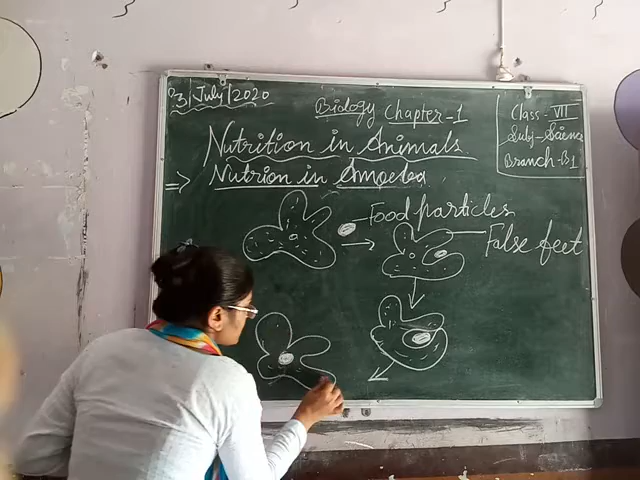 3/July/2020
Biology Chapter-1
Class - VII
Subj - Science
Branch - B1
Nutrition in Animals
⇒ Nutrion in Amoeba
Food particles
False feet